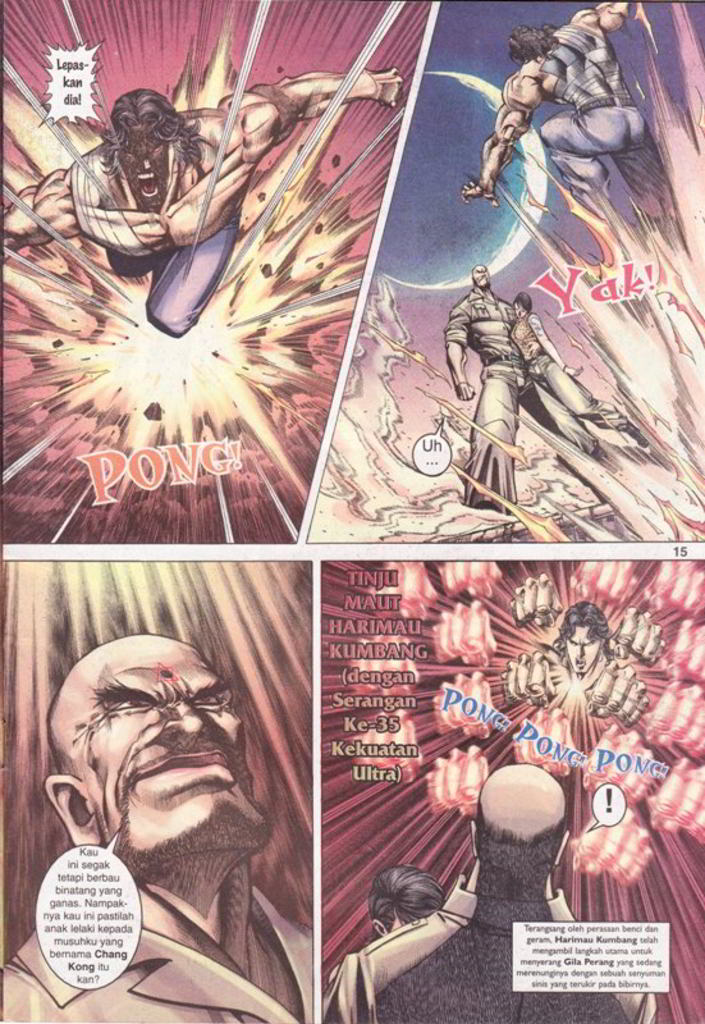 Lepas-
kan
dia!
PONG!
Yak!
Uh
...
15
Kau
ini segak
tetapi berbau
binatang yang
ganas. Nampak-
nya kau ini pastilah
anak lelaki kepada
musuhku yang
bernama Chang
Kong itu
kan?
TINJU
MAUT
HARIMAU
KUMBANG
(dengan
Serangan
Ke-35
Kekuatan
Ultra)
PONG! PONG! PONG!
!
Terangsang oleh perasaan benci dan
geram, Harimau Kumbang telah
mengambil langkah utama untuk
menyerang Gila Perang yang sedang
merenunginya dengan sebuah senyuman
sinis yang terukir pada bibirnya.